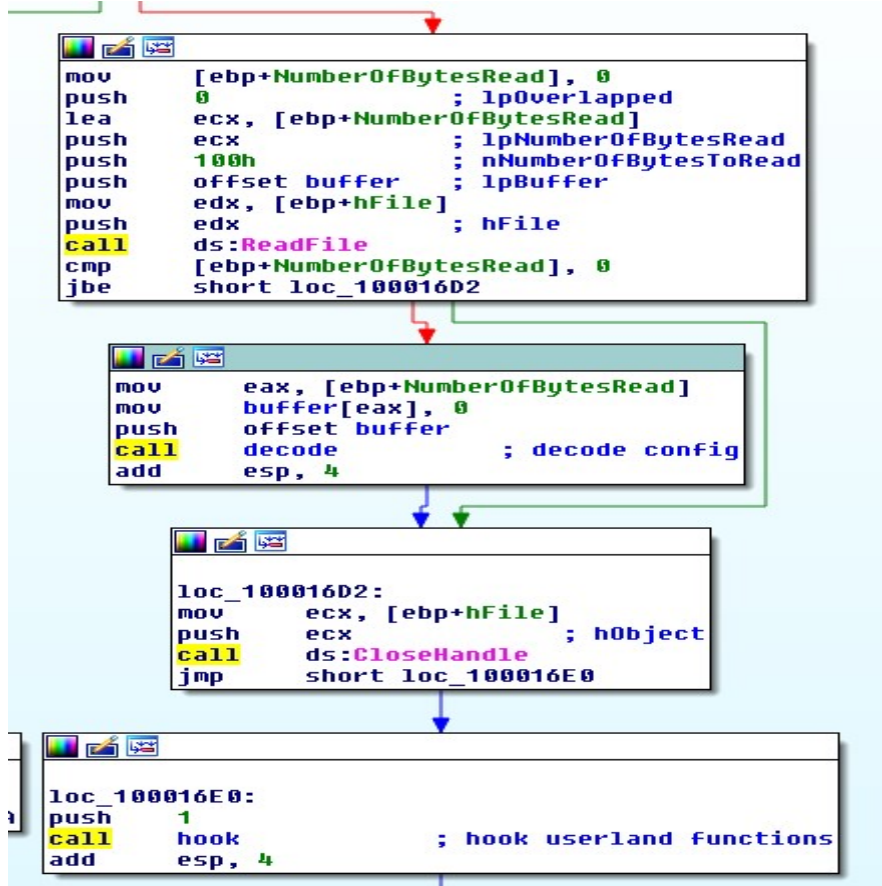 mov [ebp+NumberOfBytesRead], 0
push 0 ; lpOverlapped
lea ecx, [ebp+NumberOfBytesRead]
push ecx ; lpNumberOfBytesRead
push 100h ; nNumberOfBytesToRead
push offset buffer ; lpBuffer
mov edx, [ebp+hFile]
push edx ; hFile
call ds:ReadFile
cmp [ebp+NumberOfBytesRead], 0
jbe short loc_100016D2
mov eax, [ebp+NumberOfBytesRead]
mov buffer[eax], 0
push offset buffer
call decode ; decode config
add esp, 4
loc_100016D2:
mov ecx, [ebp+hFile]
push ecx ; hObject
call ds:CloseHandle
jmp short loc_100016E0
loc_100016E0:
push 1
call hook ; hook userland functions
add esp, 4